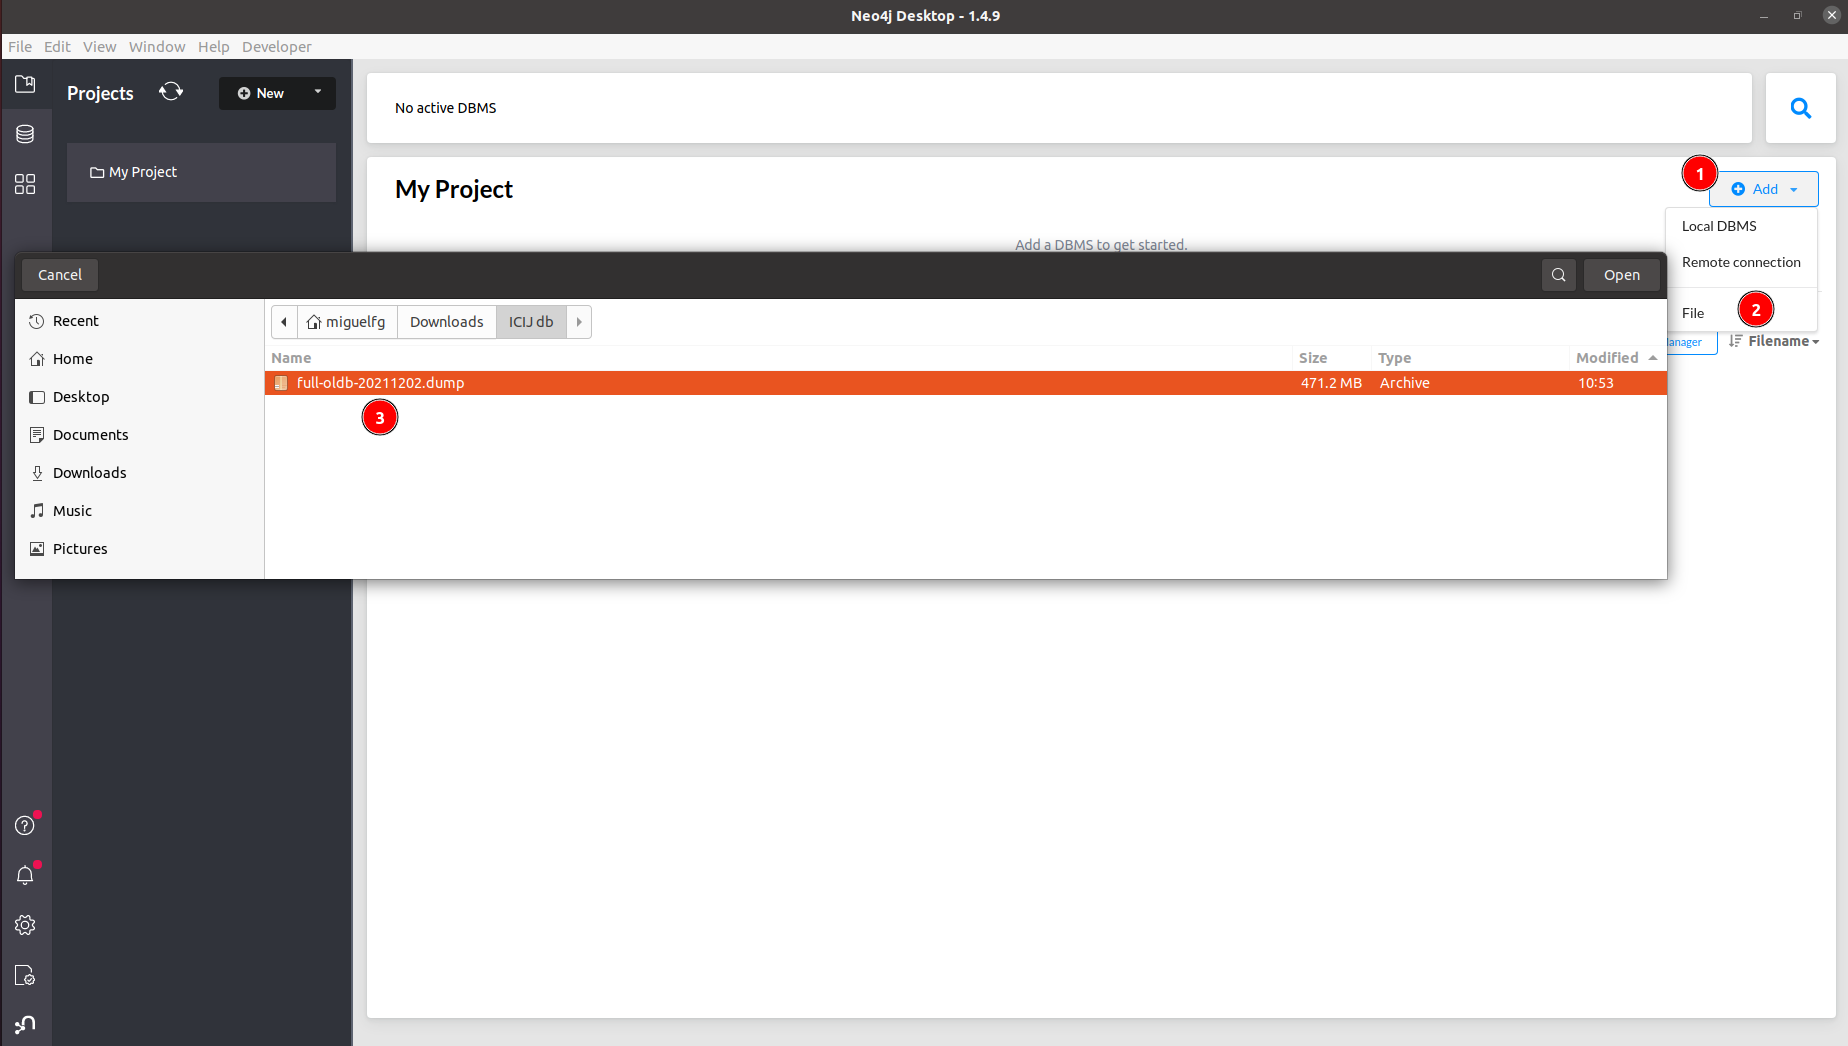 Neo4j Desktop - 1.4.9
File Edit View Window Help Developer
Projects
New
My Project
No active DBMS
My Project
1
Add
Add a DBMS to get started.
Local DBMS
Remote connection
File
2
Filename
Cancel
Open
Recent
Home
Desktop
Documents
Downloads
Music
Pictures
miguelfg Downloads ICIJ db
Name Size Type Modified
full-oldb-20211202.dump 471.2 MB Archive 10:53
3